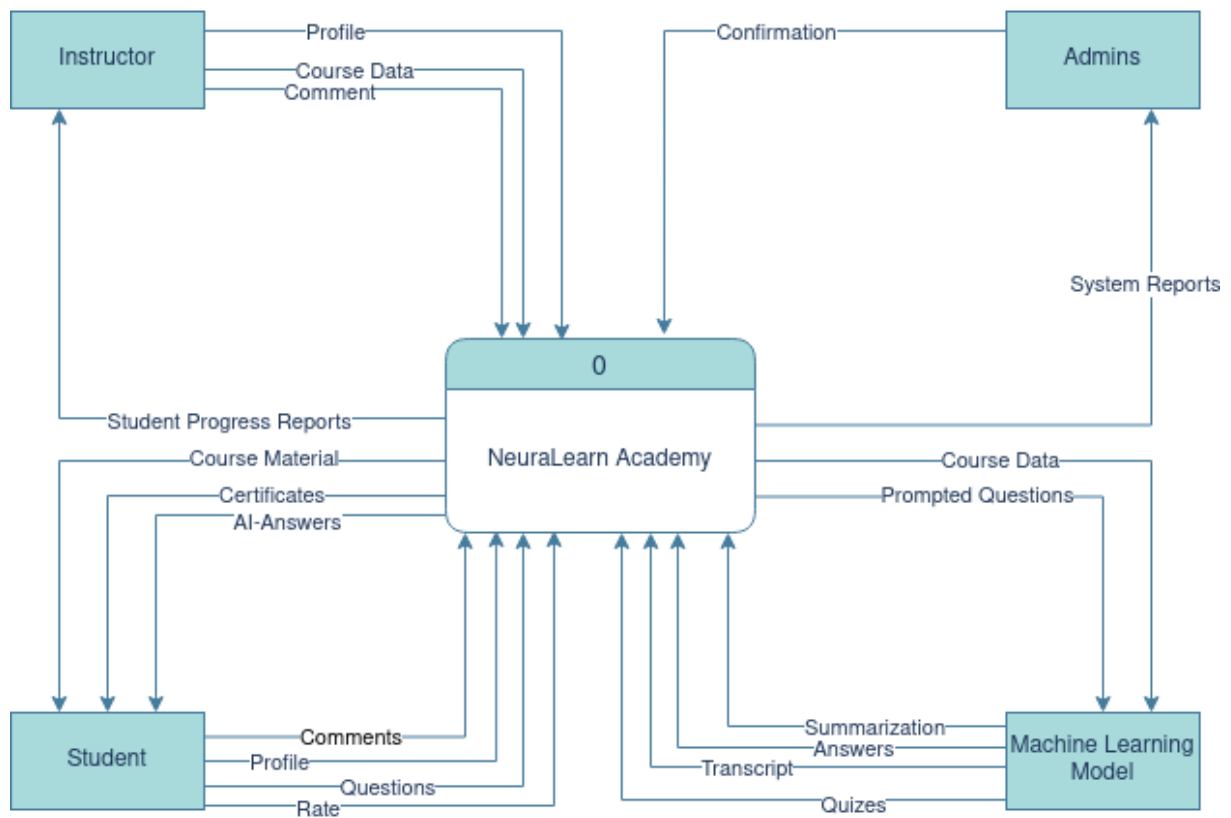 Instructor
Profile
Course Data
Comment
Confirmation
Admins
System Reports
0
NeuraLearn Academy
Student Progress Reports
Course Material
Certificates
AI-Answers
Course Data
Prompted Questions
Student
Comments
Profile
Questions
Rate
Summarization
Answers
Transcript
Quizes
Machine Learning
Model